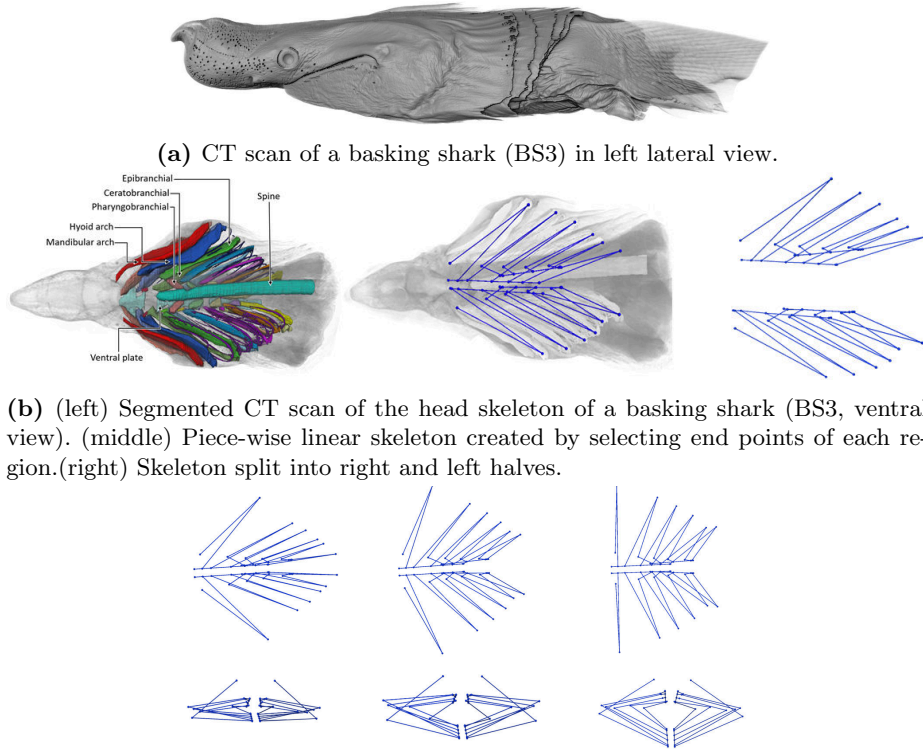 (a) CT scan of a basking shark (BS3) in left lateral view.
Epibranchial
Ceratobranchial
Spine
Pharyngobranchial
Hyoid arch
Mandibular arch
Ventral plate
(b) (left) Segmented CT scan of the head skeleton of a basking shark (BS3, ventral
view). (middle) Piece-wise linear skeleton created by selecting end points of each re-
gion.(right) Skeleton split into right and left halves.